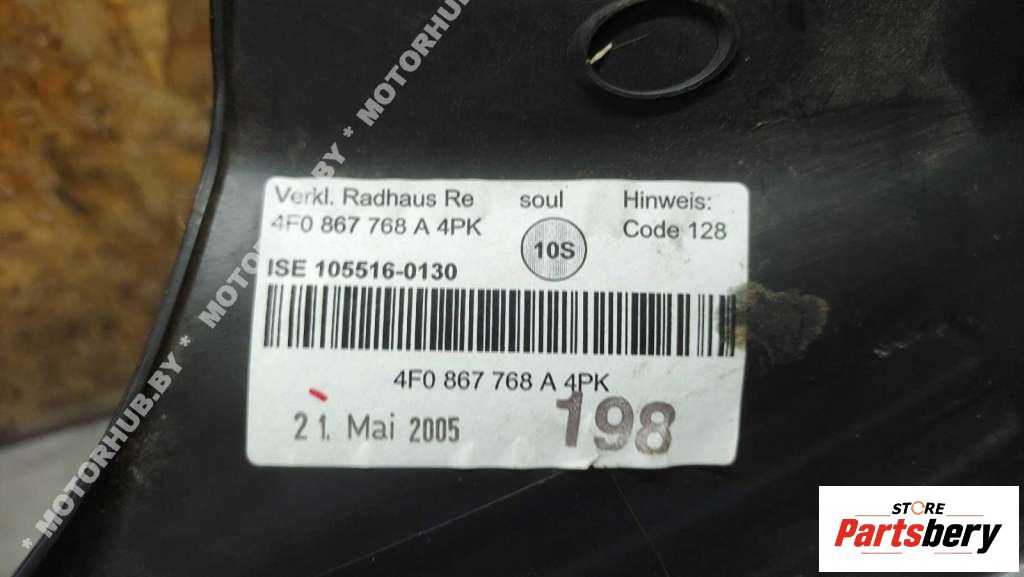 Verkl. Radhaus Re soul Hinweis:
4F0 867 768 A 4PK 10S Code 128
ISE 105516-0130
4F0 867 768 A 4PK
21. Mai 2005 198
* MOTORHUB.BY * MOTORHUB.BY * MOTORHUB.BY * MOTORHUB
STORE
Partsbery